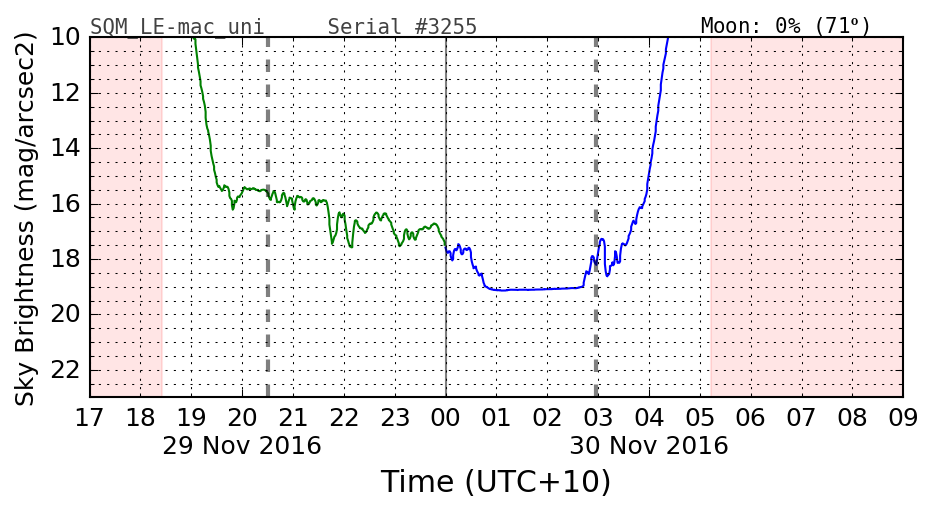 SQM_LE-mac_uni Serial #3255 Moon: 0% (71°)
Sky Brightness (mag/arcsec2)
10
12
14
16
18
20
22
17 18 19 20 21 22 23 00 01 02 03 04 05 06 07 08 09
29 Nov 2016 30 Nov 2016
Time (UTC+10)